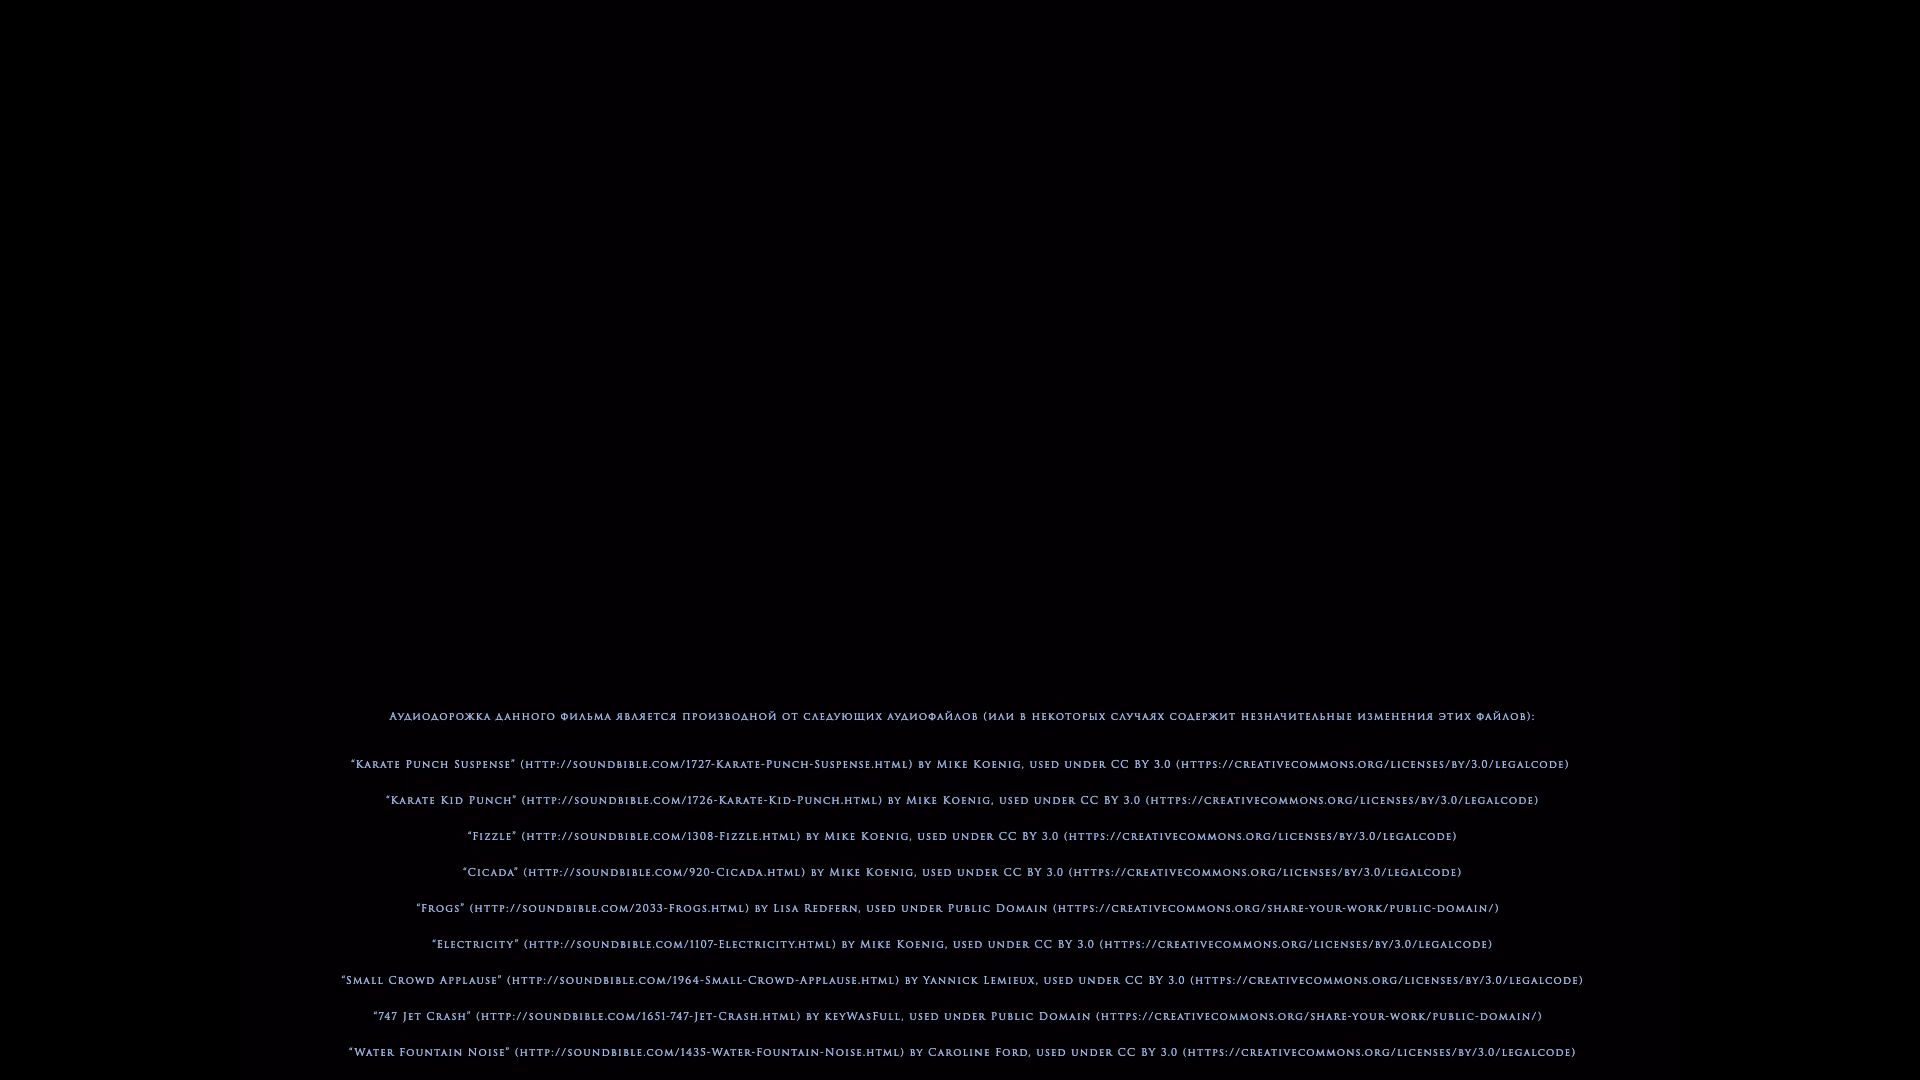 Аудиодорожка данного фильма является производной от следующих аудиофайлов (или в некоторых случаях содержит незначительные изменения этих файлов):
“Karate Punch Suspense” (http://soundbible.com/1727-Karate-Punch-Suspense.html) by Mike Koenig, used under CC BY 3.0 (https://creativecommons.org/licenses/by/3.0/legalcode)
“Karate Kid Punch” (http://soundbible.com/1726-Karate-Kid-Punch.html) by Mike Koenig, used under CC BY 3.0 (https://creativecommons.org/licenses/by/3.0/legalcode)
“Fizzle” (http://soundbible.com/1308-Fizzle.html) by Mike Koenig, used under CC BY 3.0 (https://creativecommons.org/licenses/by/3.0/legalcode)
“Cicada” (http://soundbible.com/920-Cicada.html) by Mike Koenig, used under CC BY 3.0 (https://creativecommons.org/licenses/by/3.0/legalcode)
“Frogs” (http://soundbible.com/2033-Frogs.html) by Lisa Redfern, used under Public Domain (https://creativecommons.org/share-your-work/public-domain/)
“Electricity” (http://soundbible.com/1107-Electricity.html) by Mike Koenig, used under CC BY 3.0 (https://creativecommons.org/licenses/by/3.0/legalcode)
“Small Crowd Applause” (http://soundbible.com/1964-Small-Crowd-Applause.html) by Yannick Lemieux, used under CC BY 3.0 (https://creativecommons.org/licenses/by/3.0/legalcode)
“747 Jet Crash” (http://soundbible.com/1651-747-Jet-Crash.html) by keyWasFull, used under Public Domain (https://creativecommons.org/share-your-work/public-domain/)
“Water Fountain Noise” (http://soundbible.com/1435-Water-Fountain-Noise.html) by Caroline Ford, used under CC BY 3.0 (https://creativecommons.org/licenses/by/3.0/legalcode)